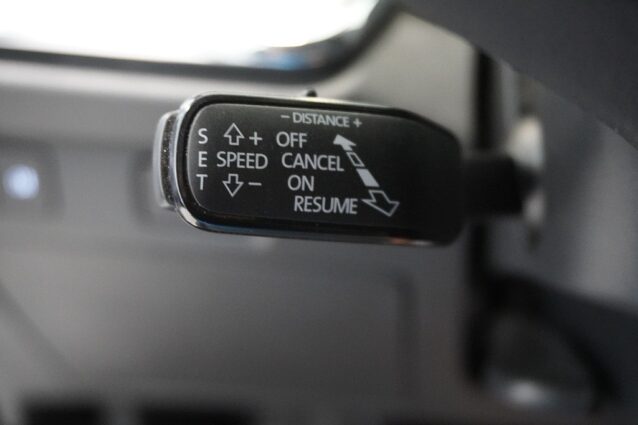 - DISTANCE +
S + OFF
E SPEED CANCEL
T - ON
RESUME